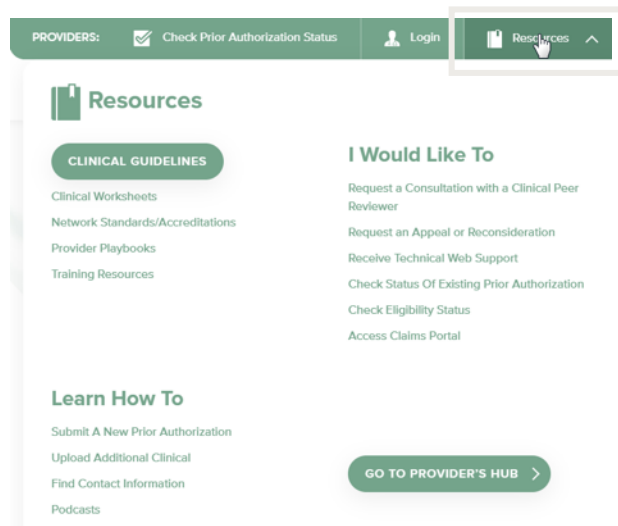 PROVIDERS: Check Prior Authorization Status Login Resources
Resources
CLINICAL GUIDELINES
Clinical Worksheets
Network Standards/Accreditations
Provider Playbooks
Training Resources
I Would Like To
Request a Consultation with a Clinical Peer
Reviewer
Request an Appeal or Reconsideration
Receive Technical Web Support
Check Status Of Existing Prior Authorization
Check Eligibility Status
Access Claims Portal
Learn How To
Submit A New Prior Authorization
Upload Additional Clinical
Find Contact Information
Podcasts
GO TO PROVIDER'S HUB